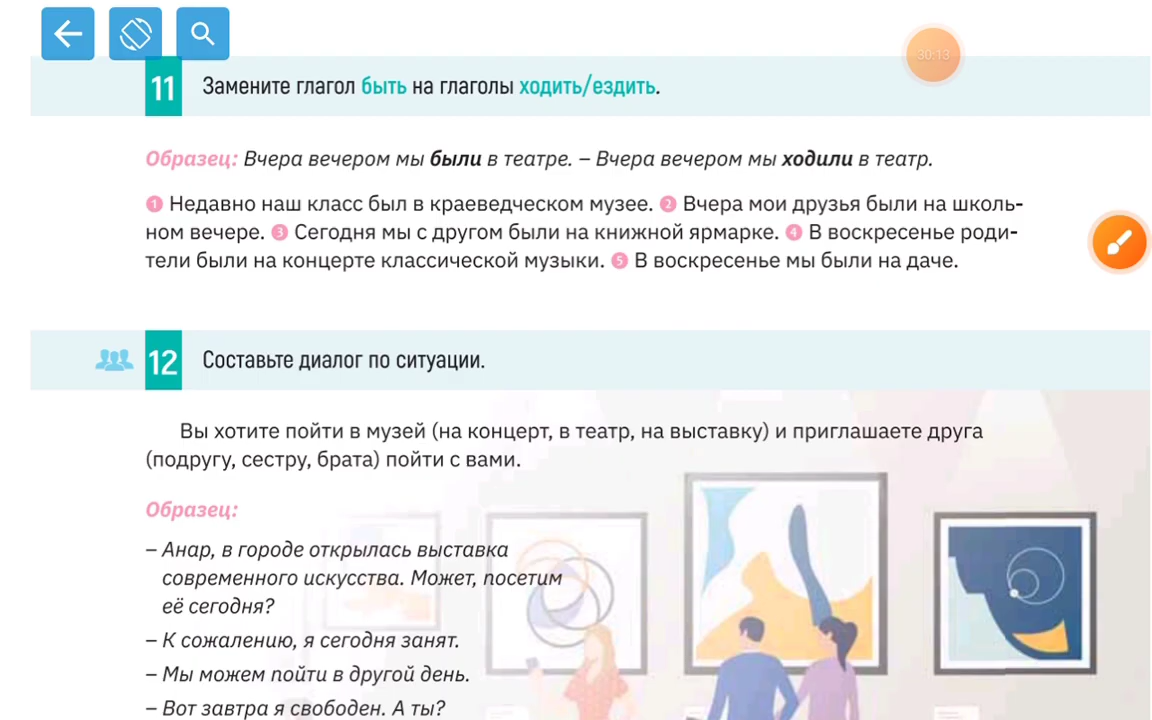 30:13
11 Замените глагол быть на глаголы ходить/ездить.
Образец: Вчера вечером мы были в театре. – Вчера вечером мы ходили в театр.
1 Недавно наш класс был в краеведческом музее. 2 Вчера мои друзья были на школь-
ном вечере. 3 Сегодня мы с другом были на книжной ярмарке. 4 В воскресенье роди-
тели были на концерте классической музыки. 5 В воскресенье мы были на даче.
12 Составьте диалог по ситуации.
Вы хотите пойти в музей (на концерт, в театр, на выставку) и приглашаете друга
(подругу, сестру, брата) пойти с вами.
Образец:
– Анар, в городе открылась выставка
современного искусства. Может, посетим
её сегодня?
– К сожалению, я сегодня занят.
– Мы можем пойти в другой день.
– Вот завтра я свободен. А ты?